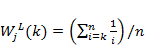 W_j^L(k) = (∑_{i=k}^{n} 1/i)/n